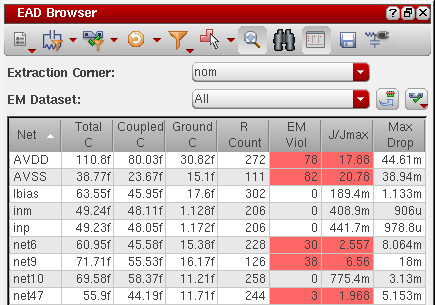 EAD Browser
Extraction Corner: nom
EM Dataset: All
Net Total C Coupled C Ground C R Count EM Viol J/Jmax Max Drop
AVDD 110.8f 80.03f 30.82f 272 78 17.88 44.61m
AVSS 38.77f 23.67f 15.1f 111 82 20.78 38.94m
Ibias 63.55f 45.95f 17.6f 302 0 189.4m 1.133m
inm 49.24f 48.11f 1.128f 206 0 408.9m 906u
inp 49.23f 48.05f 1.172f 206 0 441.7m 978.8u
net6 60.95f 45.58f 15.38f 228 30 2.557 8.064m
net9 71.71f 55.53f 16.17f 126 38 6.56 18m
net10 69.58f 58.37f 11.21f 258 0 775.4m 3.13m
net47 55.9f 44.19f 11.71f 244 3 1.968 5.153m